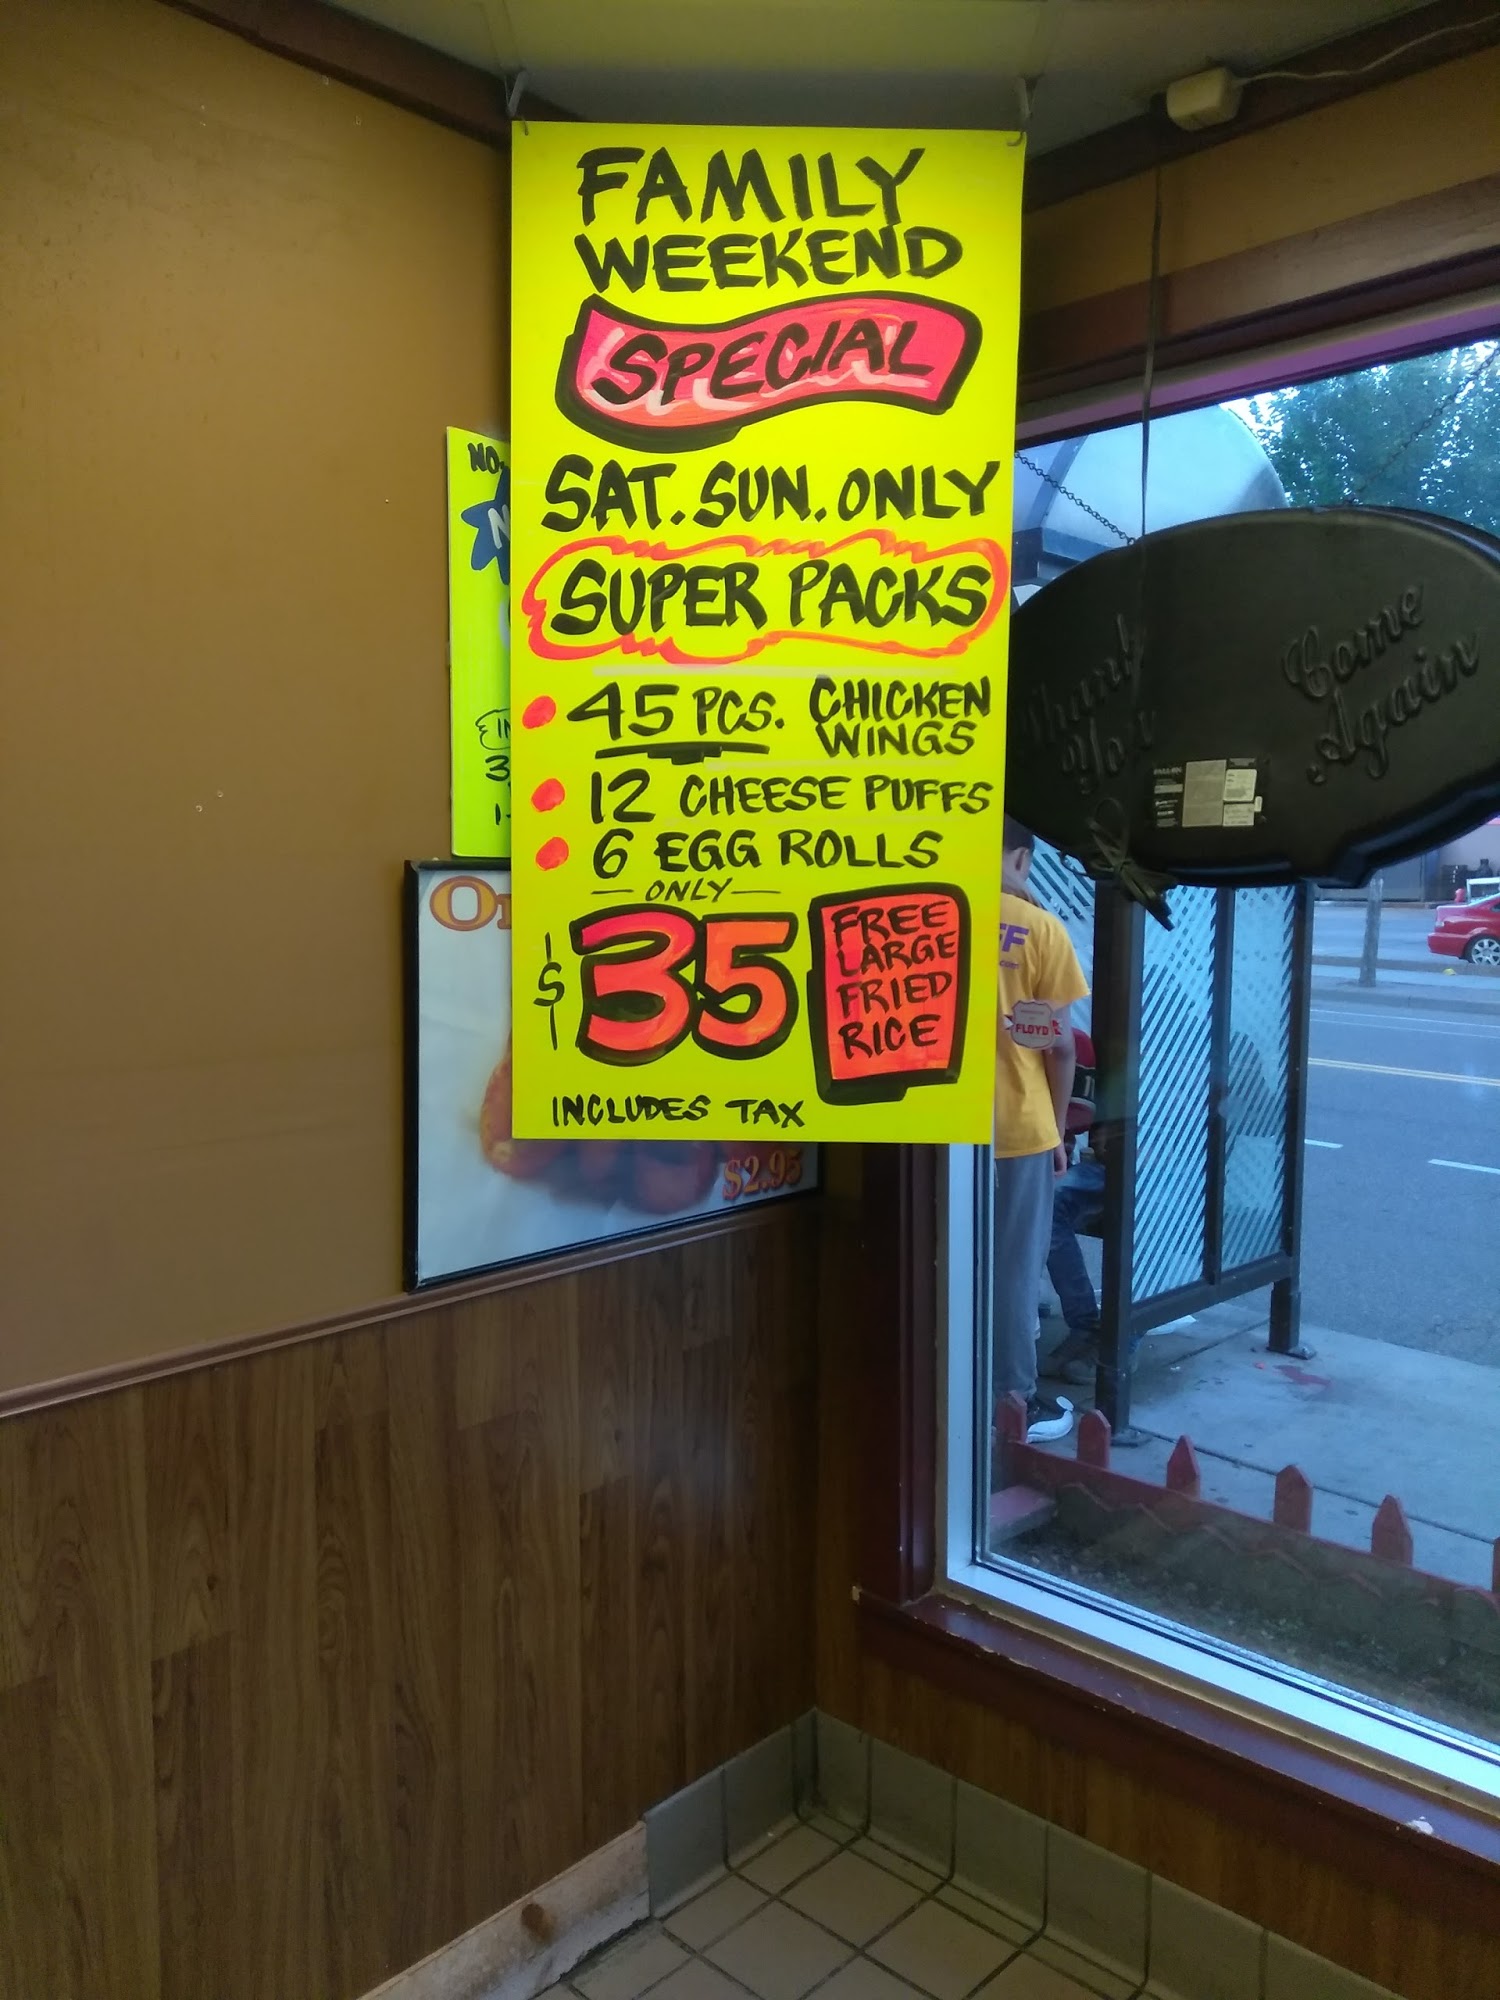 FAMILY
WEEKEND
SPECIAL
SAT. SUN. ONLY
SUPER PACKS
45 PCS. CHICKEN
WINGS
12 CHEESE PUFFS
6 EGG ROLLS
ONLY
$35
FREE
LARGE
FRIED
RICE
INCLUDES TAX
$2.95
Thank
You
Come
Again
FLOYD